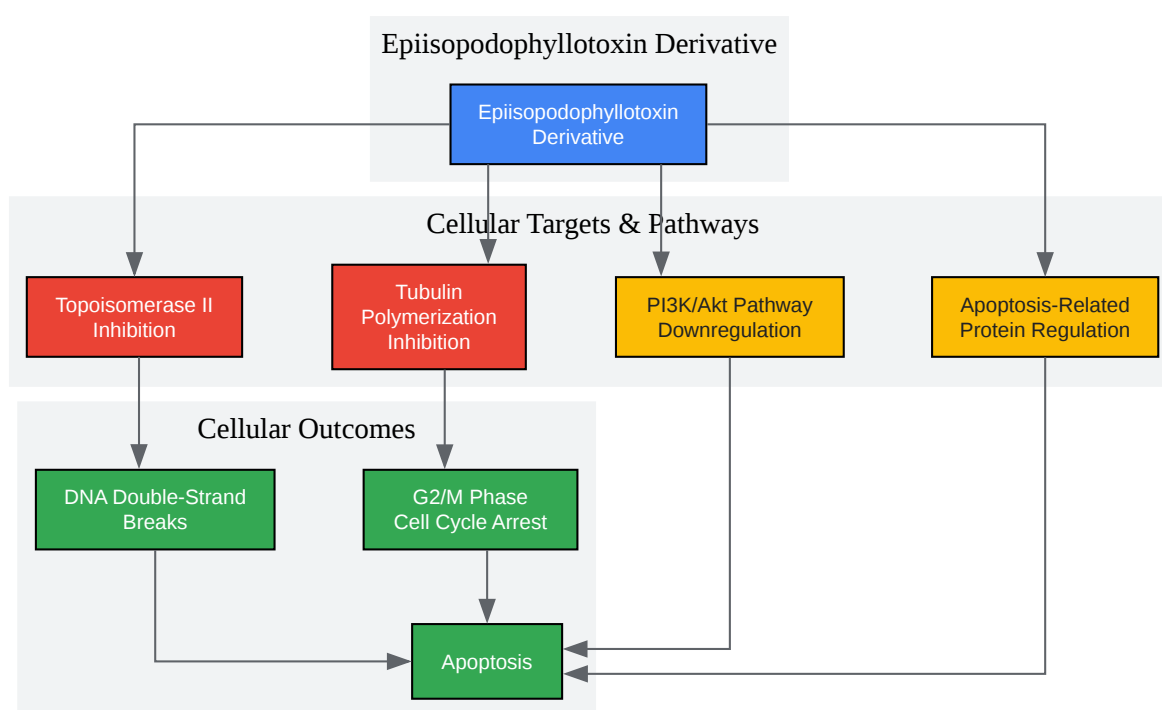 Epiisopodophyllotoxin Derivative
Epiisopodophyllotoxin
Derivative
Cellular Targets & Pathways
Topoisomerase II
Inhibition
Tubulin
Polymerization
Inhibition
PI3K/Akt Pathway
Downregulation
Apoptosis-Related
Protein Regulation
Cellular Outcomes
DNA Double-Strand
Breaks
G2/M Phase
Cell Cycle Arrest
Apoptosis